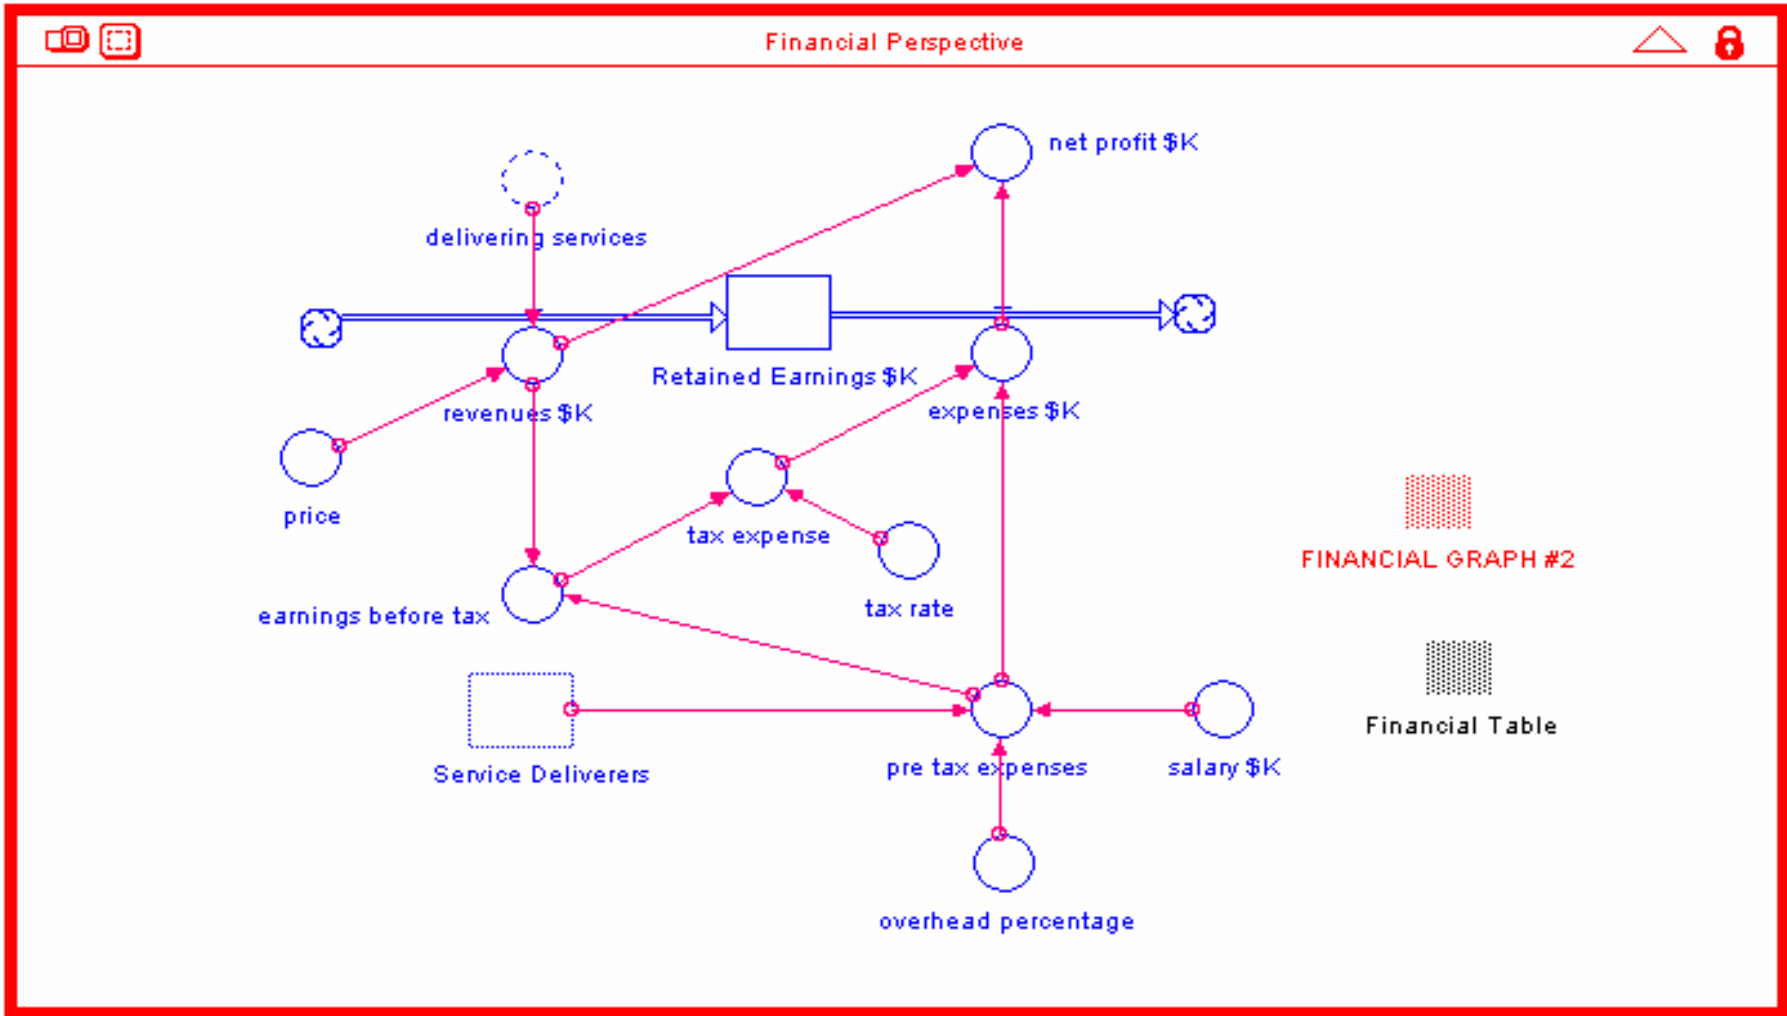 Financial Perspective
net profit $K
delivering services
Retained Earnings $K
revenues $K
expenses $K
price
tax expense
FINANCIAL GRAPH #2
tax rate
earnings before tax
Financial Table
Service Deliverers
pre tax expenses
salary $K
overhead percentage